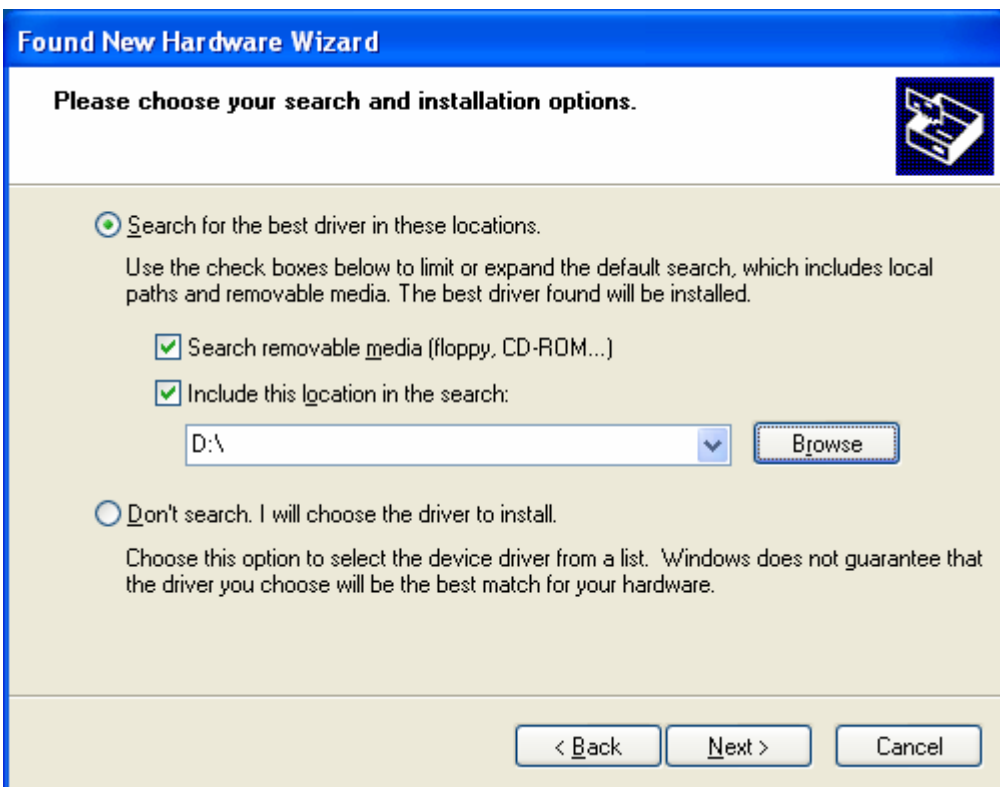 Found New Hardware Wizard
Please choose your search and installation options.
Search for the best driver in these locations.
Use the check boxes below to limit or expand the default search, which includes local
paths and removable media. The best driver found will be installed.
Search removable media (floppy, CD-ROM...)
Include this location in the search:
D:\
Browse
Don't search. I will choose the driver to install.
Choose this option to select the device driver from a list.  Windows does not guarantee that
the driver you choose will be the best match for your hardware.
< Back
Next >
Cancel